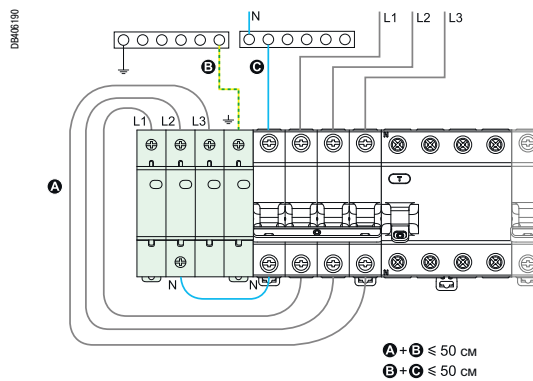 DB406190
N
L1 L2 L3
B
C
L1 L2 L3
N
T
A
N N
N
A + B ⩽ 50 см
B + C ⩽ 50 см